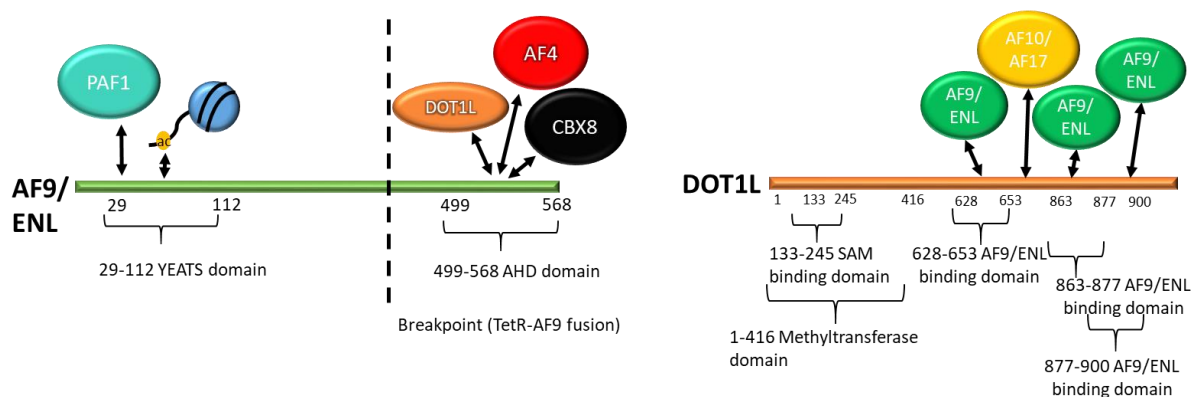 PAF1
ac
DOT1L
AF4
CBX8
AF9/
ENL
29
112
499
568
29-112 YEATS domain
499-568 AHD domain
Breakpoint (TetR-AF9 fusion)
AF9/
ENL
AF10/
AF17
AF9/
ENL
AF9/
ENL
DOT1L
1
133
245
416
628
653
863
877
900
133-245 SAM
binding domain
628-653 AF9/ENL
binding domain
863-877 AF9/ENL
binding domain
1-416 Methyltransferase
domain
877-900 AF9/ENL
binding domain